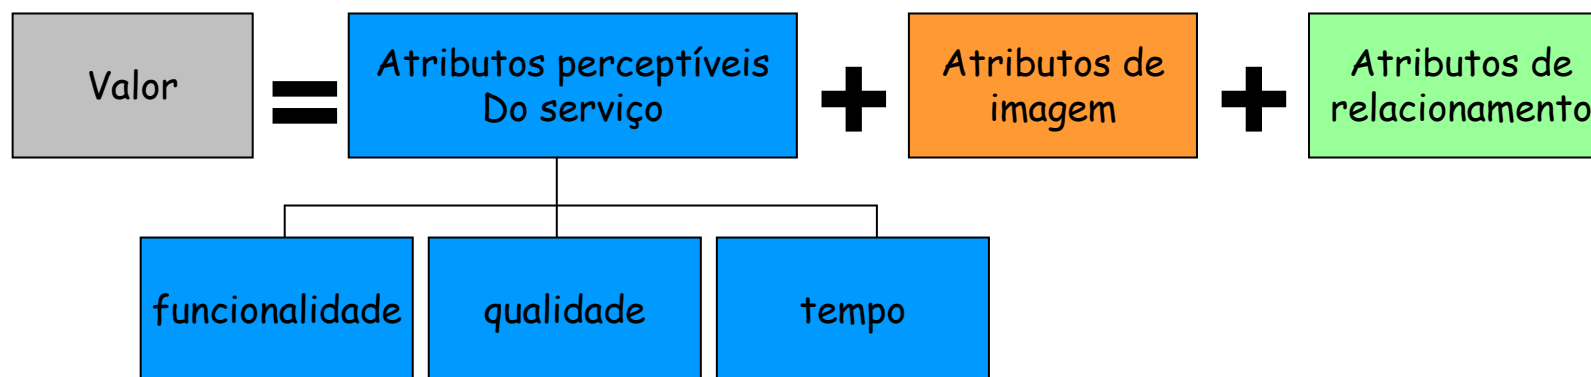 Valor
=
Atributos perceptíveis
Do serviço
+
Atributos de
imagem
+
Atributos de
relacionamento
funcionalidade
qualidade
tempo